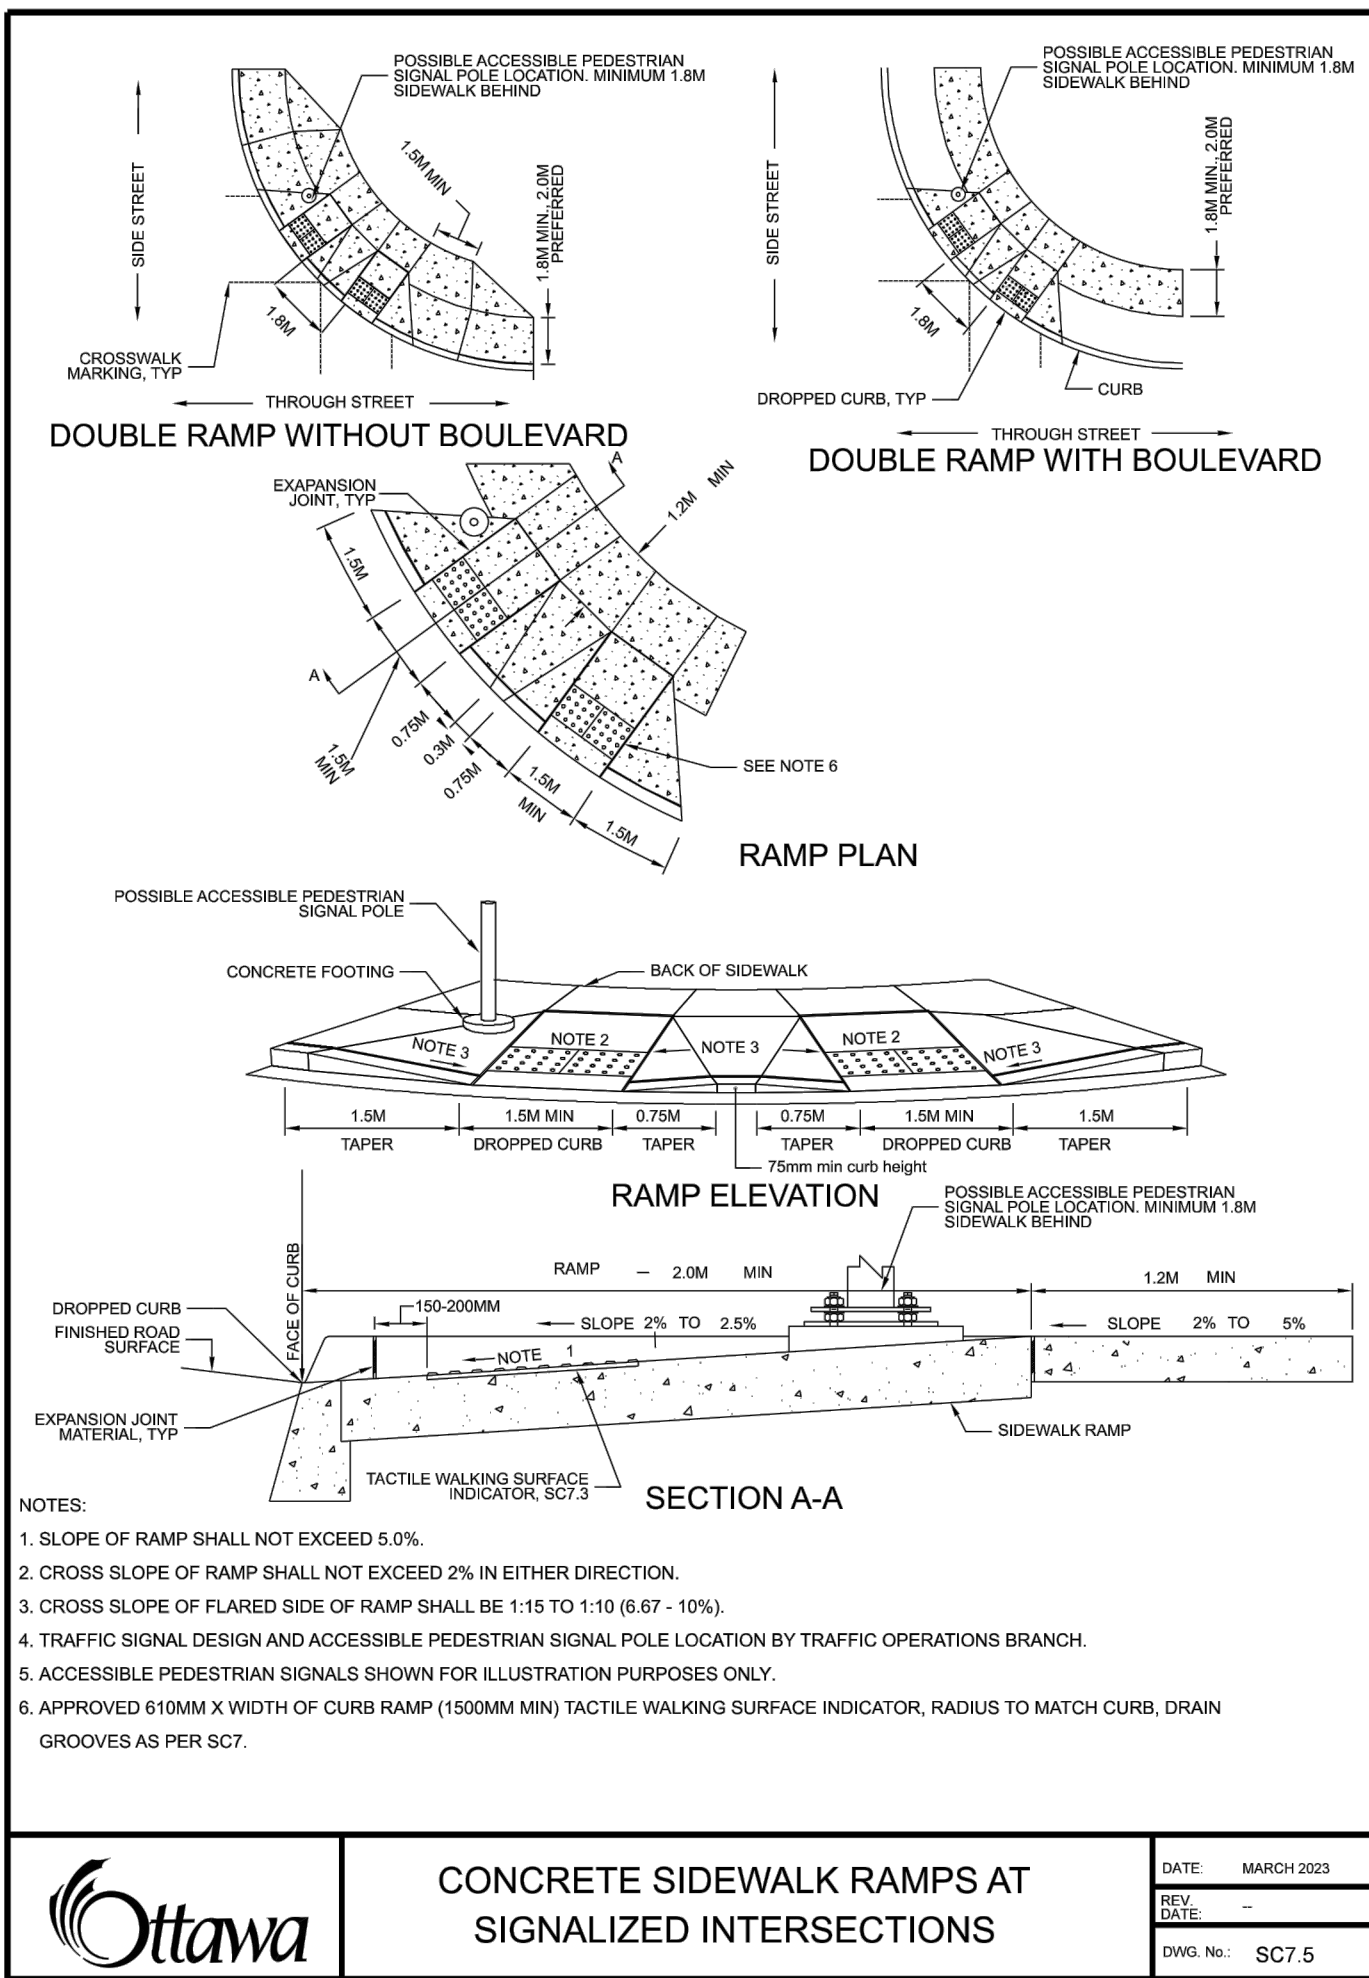 POSSIBLE ACCESSIBLE PEDESTRIAN
SIGNAL POLE LOCATION. MINIMUM 1.8M
SIDEWALK BEHIND
SIDE STREET
1.5M MIN
1.8M MIN., 2.0M
PREFERRED
1.8M
CROSSWALK
MARKING, TYP
THROUGH STREET
DOUBLE RAMP WITHOUT BOULEVARD
POSSIBLE ACCESSIBLE PEDESTRIAN
SIGNAL POLE LOCATION. MINIMUM 1.8M
SIDEWALK BEHIND
SIDE STREET
1.8M MIN., 2.0M
PREFERRED
1.8M
DROPPED CURB, TYP
CURB
THROUGH STREET
DOUBLE RAMP WITH BOULEVARD
A
EXAPANSION
JOINT, TYP
1.2M MIN
1.5M
A
1.5M
MIN
0.75M
0.3M
0.75M
1.5M
MIN
1.5M
SEE NOTE 6
RAMP PLAN
POSSIBLE ACCESSIBLE PEDESTRIAN
SIGNAL POLE
CONCRETE FOOTING
BACK OF SIDEWALK
NOTE 3
NOTE 2
NOTE 3
NOTE 2
NOTE 3
1.5M
1.5M MIN
0.75M
0.75M
1.5M MIN
1.5M
TAPER
DROPPED CURB
TAPER
TAPER
DROPPED CURB
TAPER
75mm min curb height
RAMP ELEVATION
POSSIBLE ACCESSIBLE PEDESTRIAN
SIGNAL POLE LOCATION. MINIMUM 1.8M
SIDEWALK BEHIND
FACE OF CURB
RAMP – 2.0M MIN
1.2M MIN
DROPPED CURB
FINISHED ROAD
SURFACE
150-200MM
SLOPE 2% TO 2.5%
SLOPE 2% TO 5%
NOTE 1
EXPANSION JOINT
MATERIAL, TYP
SIDEWALK RAMP
TACTILE WALKING SURFACE
INDICATOR, SC7.3
SECTION A-A
NOTES:
1. SLOPE OF RAMP SHALL NOT EXCEED 5.0%.
2. CROSS SLOPE OF RAMP SHALL NOT EXCEED 2% IN EITHER DIRECTION.
3. CROSS SLOPE OF FLARED SIDE OF RAMP SHALL BE 1:15 TO 1:10 (6.67 - 10%).
4. TRAFFIC SIGNAL DESIGN AND ACCESSIBLE PEDESTRIAN SIGNAL POLE LOCATION BY TRAFFIC OPERATIONS BRANCH.
5. ACCESSIBLE PEDESTRIAN SIGNALS SHOWN FOR ILLUSTRATION PURPOSES ONLY.
6. APPROVED 610MM X WIDTH OF CURB RAMP (1500MM MIN) TACTILE WALKING SURFACE INDICATOR, RADIUS TO MATCH CURB, DRAIN
GROOVES AS PER SC7.
Ottawa
CONCRETE SIDEWALK RAMPS AT
SIGNALIZED INTERSECTIONS
DATE: MARCH 2023
REV.
DATE: --
DWG. No.: SC7.5